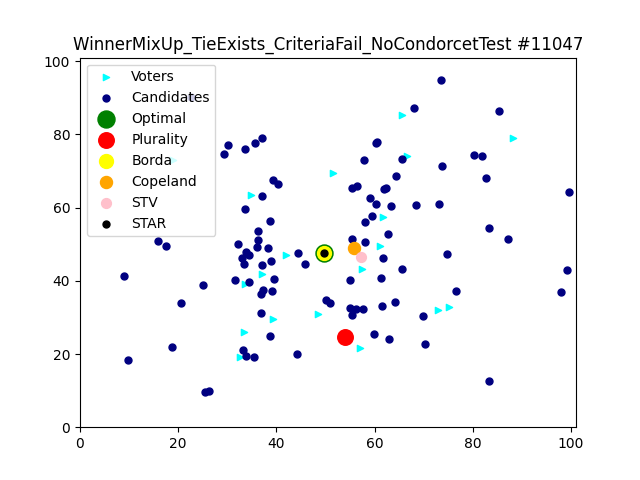 WinnerMixUp_TieExists_CriteriaFail_NoCondorcetTest #11047
Voters
Candidates
Optimal
Plurality
Borda
Copeland
STV
STAR
100
80
60
40
20
0
0 20 40 60 80 100